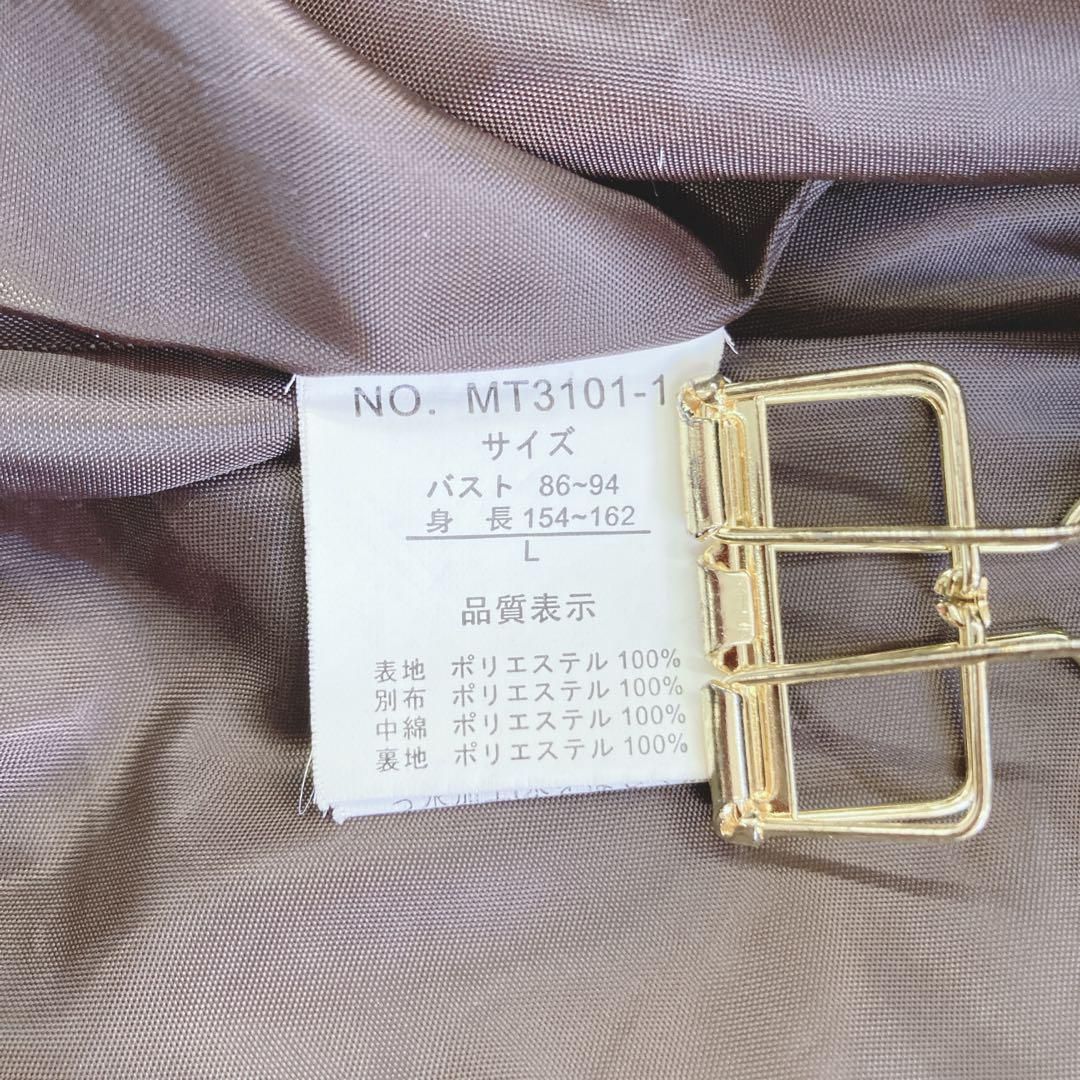 NO. MT3101-1
サイズ
バスト 86~94
身 長 154~162
L
品質表示
表地 ポリエステル 100%
別布 ポリエステル 100%
中綿 ポリエステル 100%
裏地 ポリエステル 100%